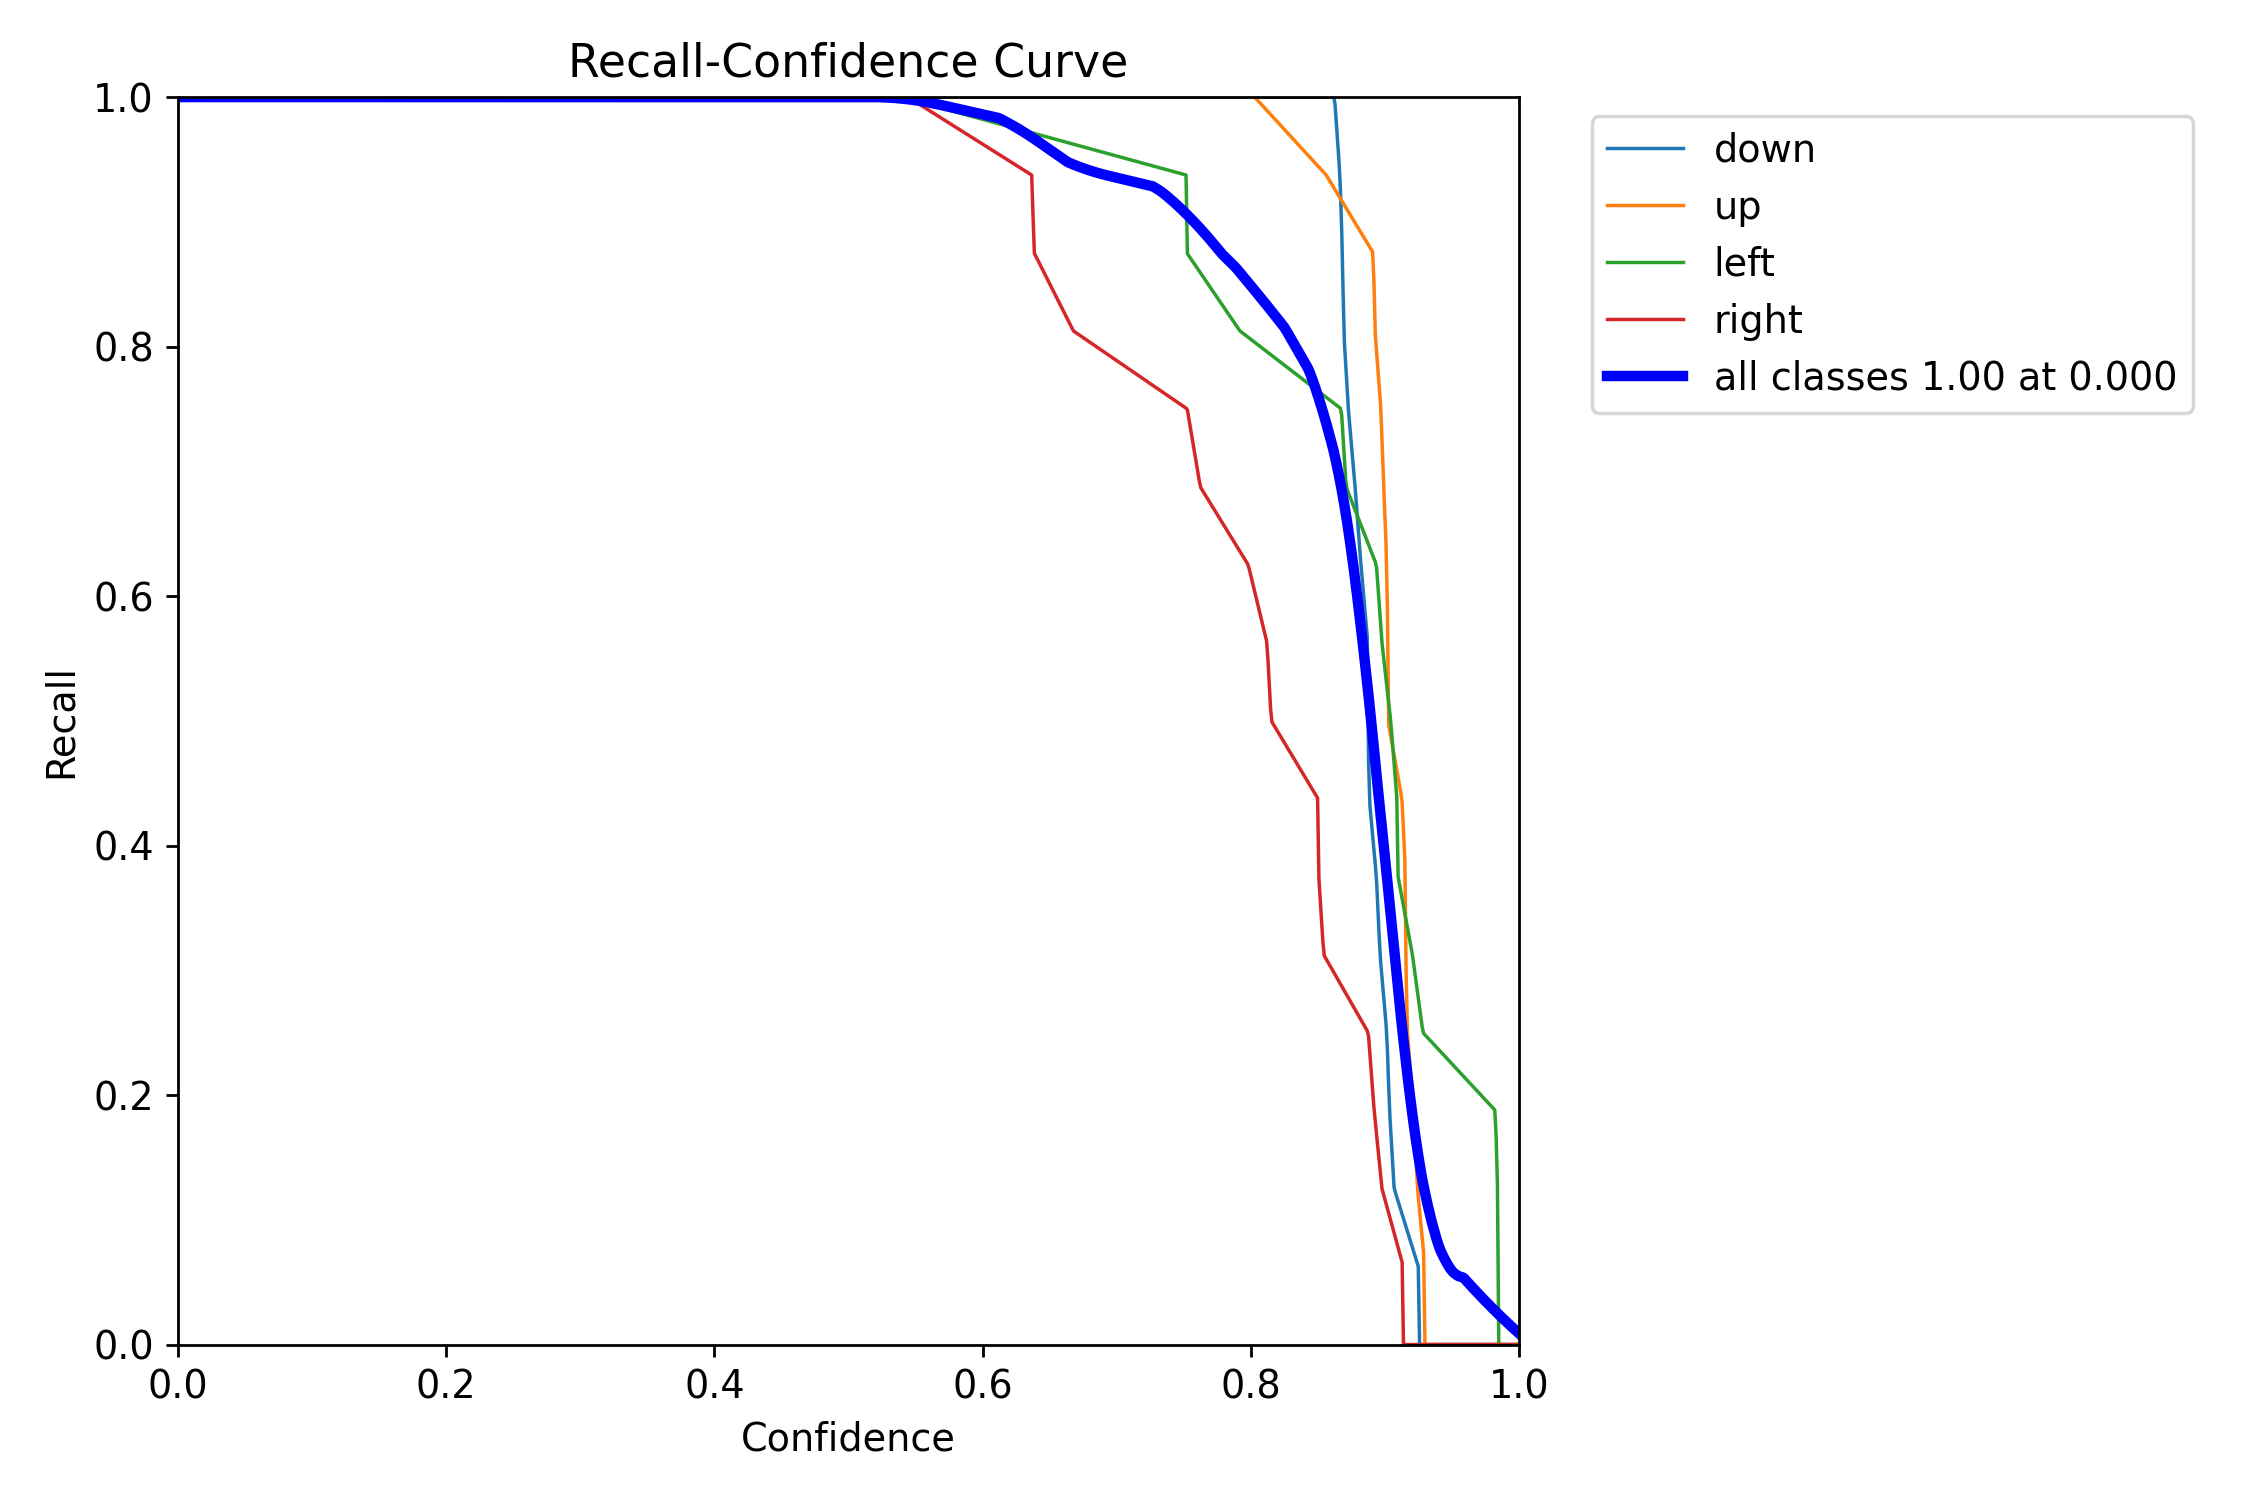 Recall-Confidence Curve
1.0
0.8
0.6
0.4
0.2
0.0
Recall
0.0 0.2 0.4 0.6 0.8 1.0
Confidence
down
up
left
right
all classes 1.00 at 0.000